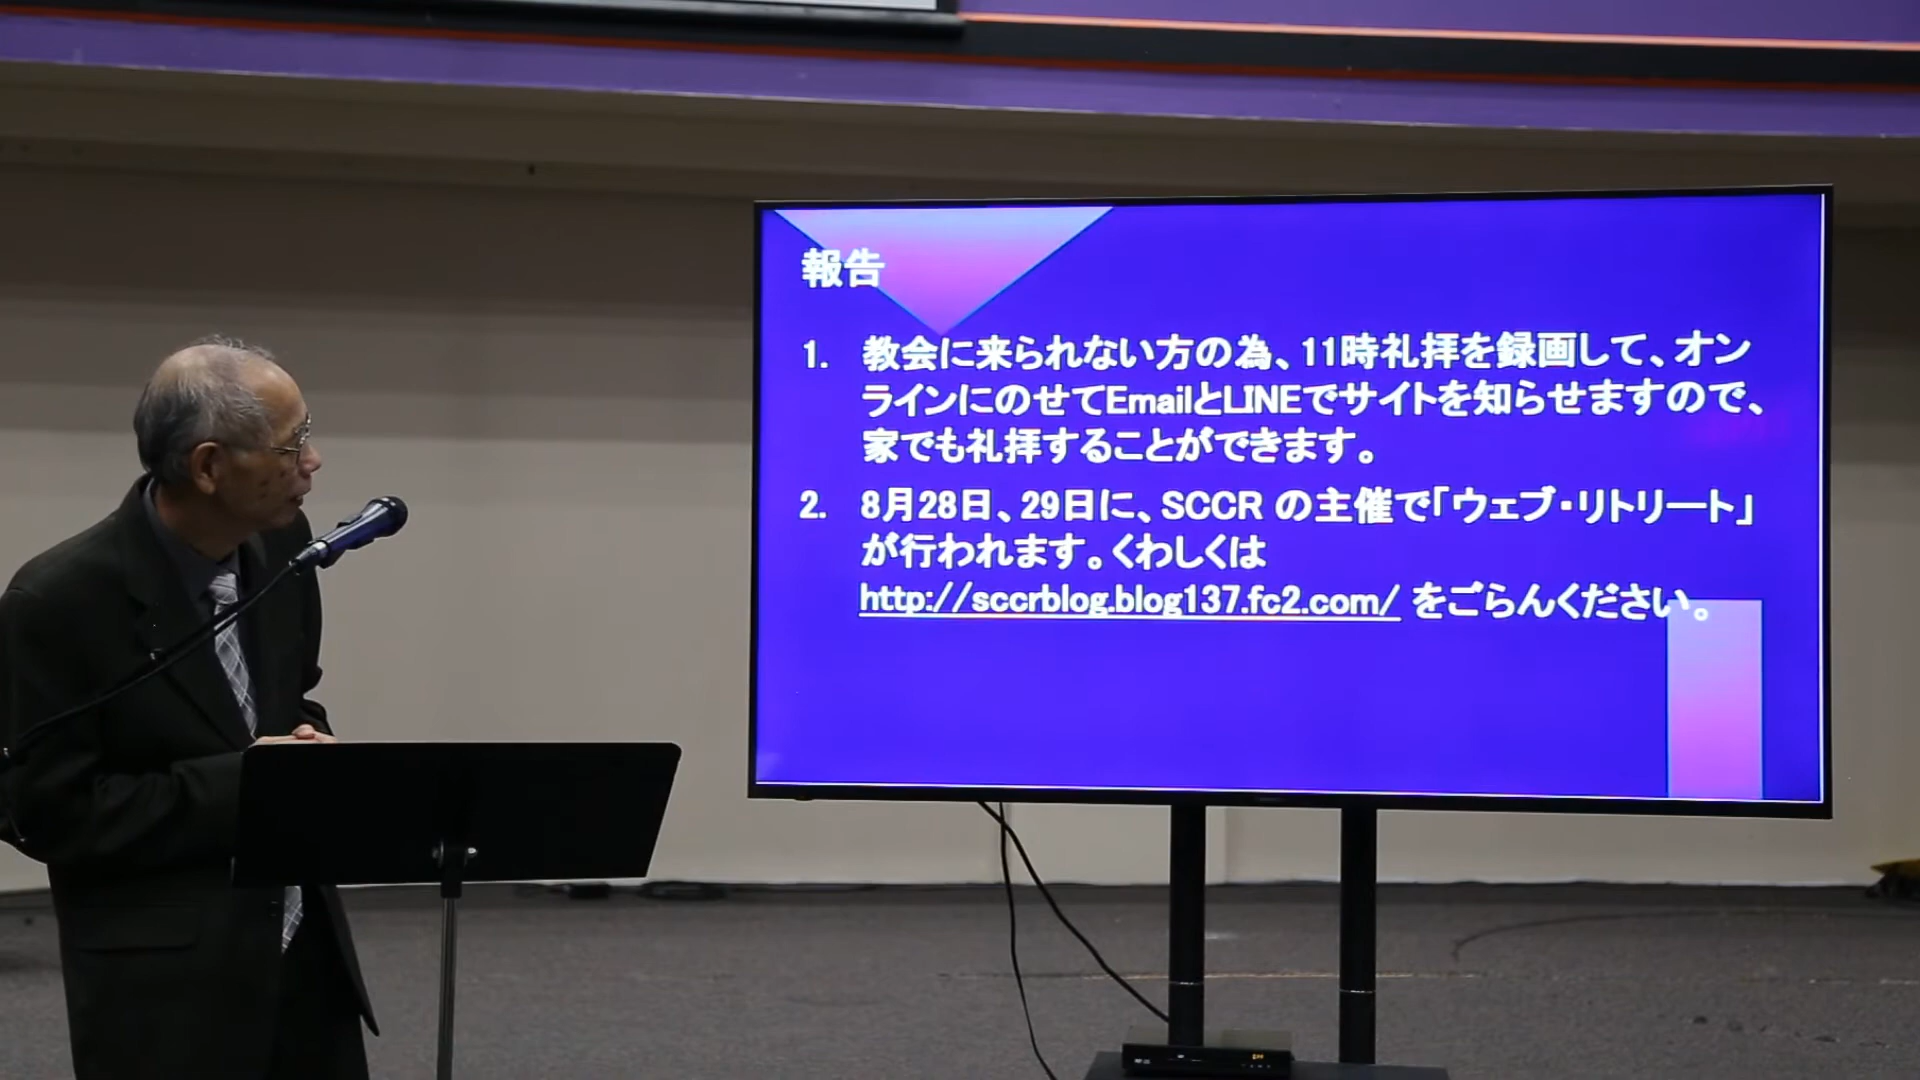 報告
1. 教会に来られない方の為、11時礼拝を録画して、オン
ラインにのせてEmailとLINEでサイトを知らせますので、
家でも礼拝することができます。
2. 8月28日、29日に、SCCR の主催で「ウェブ・リトリート」
が行われます。くわしくは
http://sccrblog.blog137.fc2.com/ をごらんください。